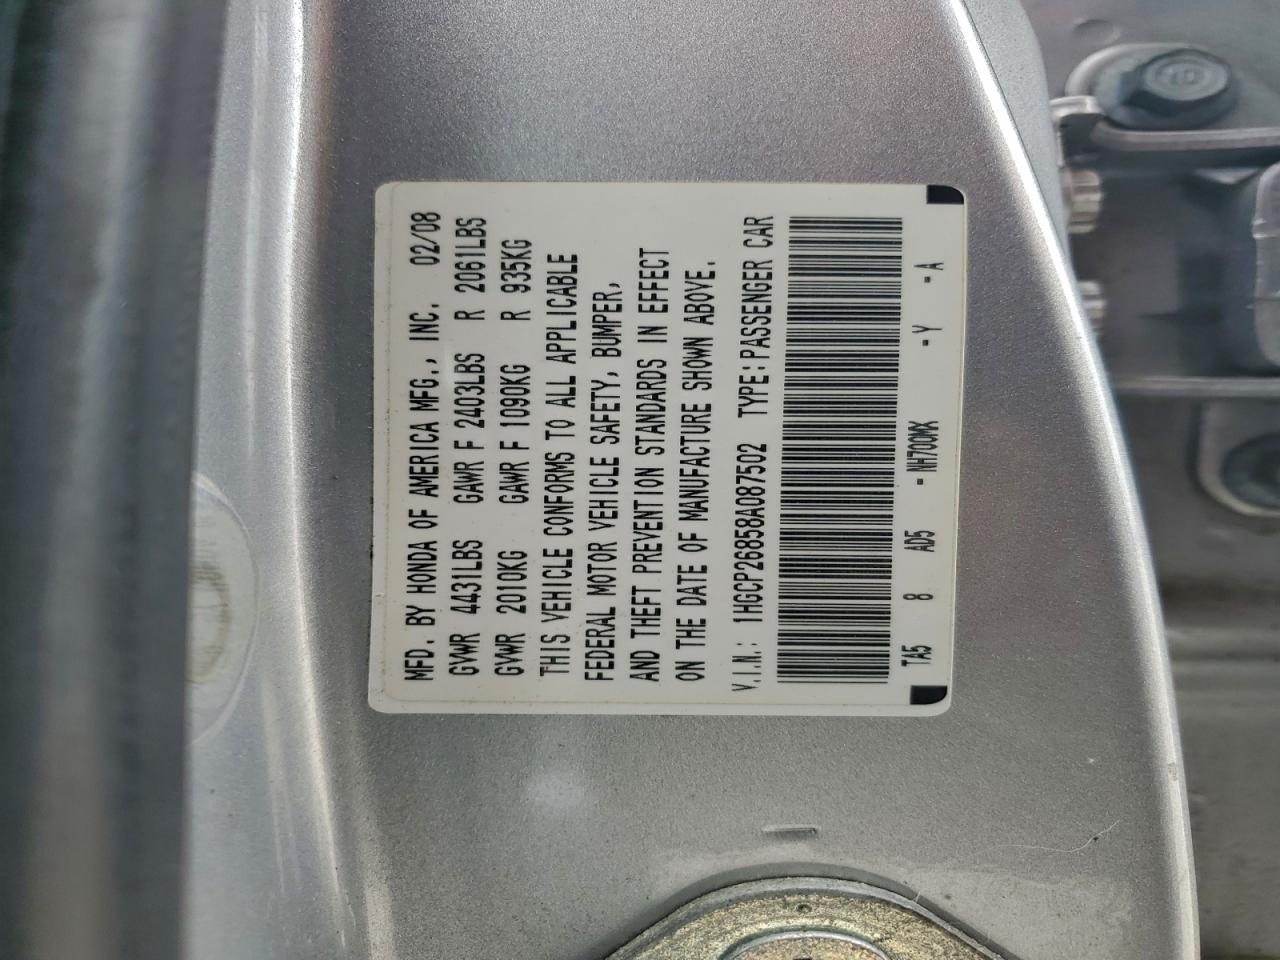 MFD. BY HONDA OF AMERICA MFG., INC. 02/08
GVWR 4431LBS GAWR F 2403LBS R 2061LBS
GVWR 2010KG GAWR F 1090KG R 935KG
THIS VEHICLE CONFORMS TO ALL APPLICABLE
FEDERAL MOTOR VEHICLE SAFETY, BUMPER,
AND THEFT PREVENTION STANDARDS IN EFFECT
ON THE DATE OF MANUFACTURE SHOWN ABOVE.
V.I.N.: 1HGCP26858A087502 TYPE:PASSENGER CAR
TA5 8 AD5 -NH700MX -Y -A